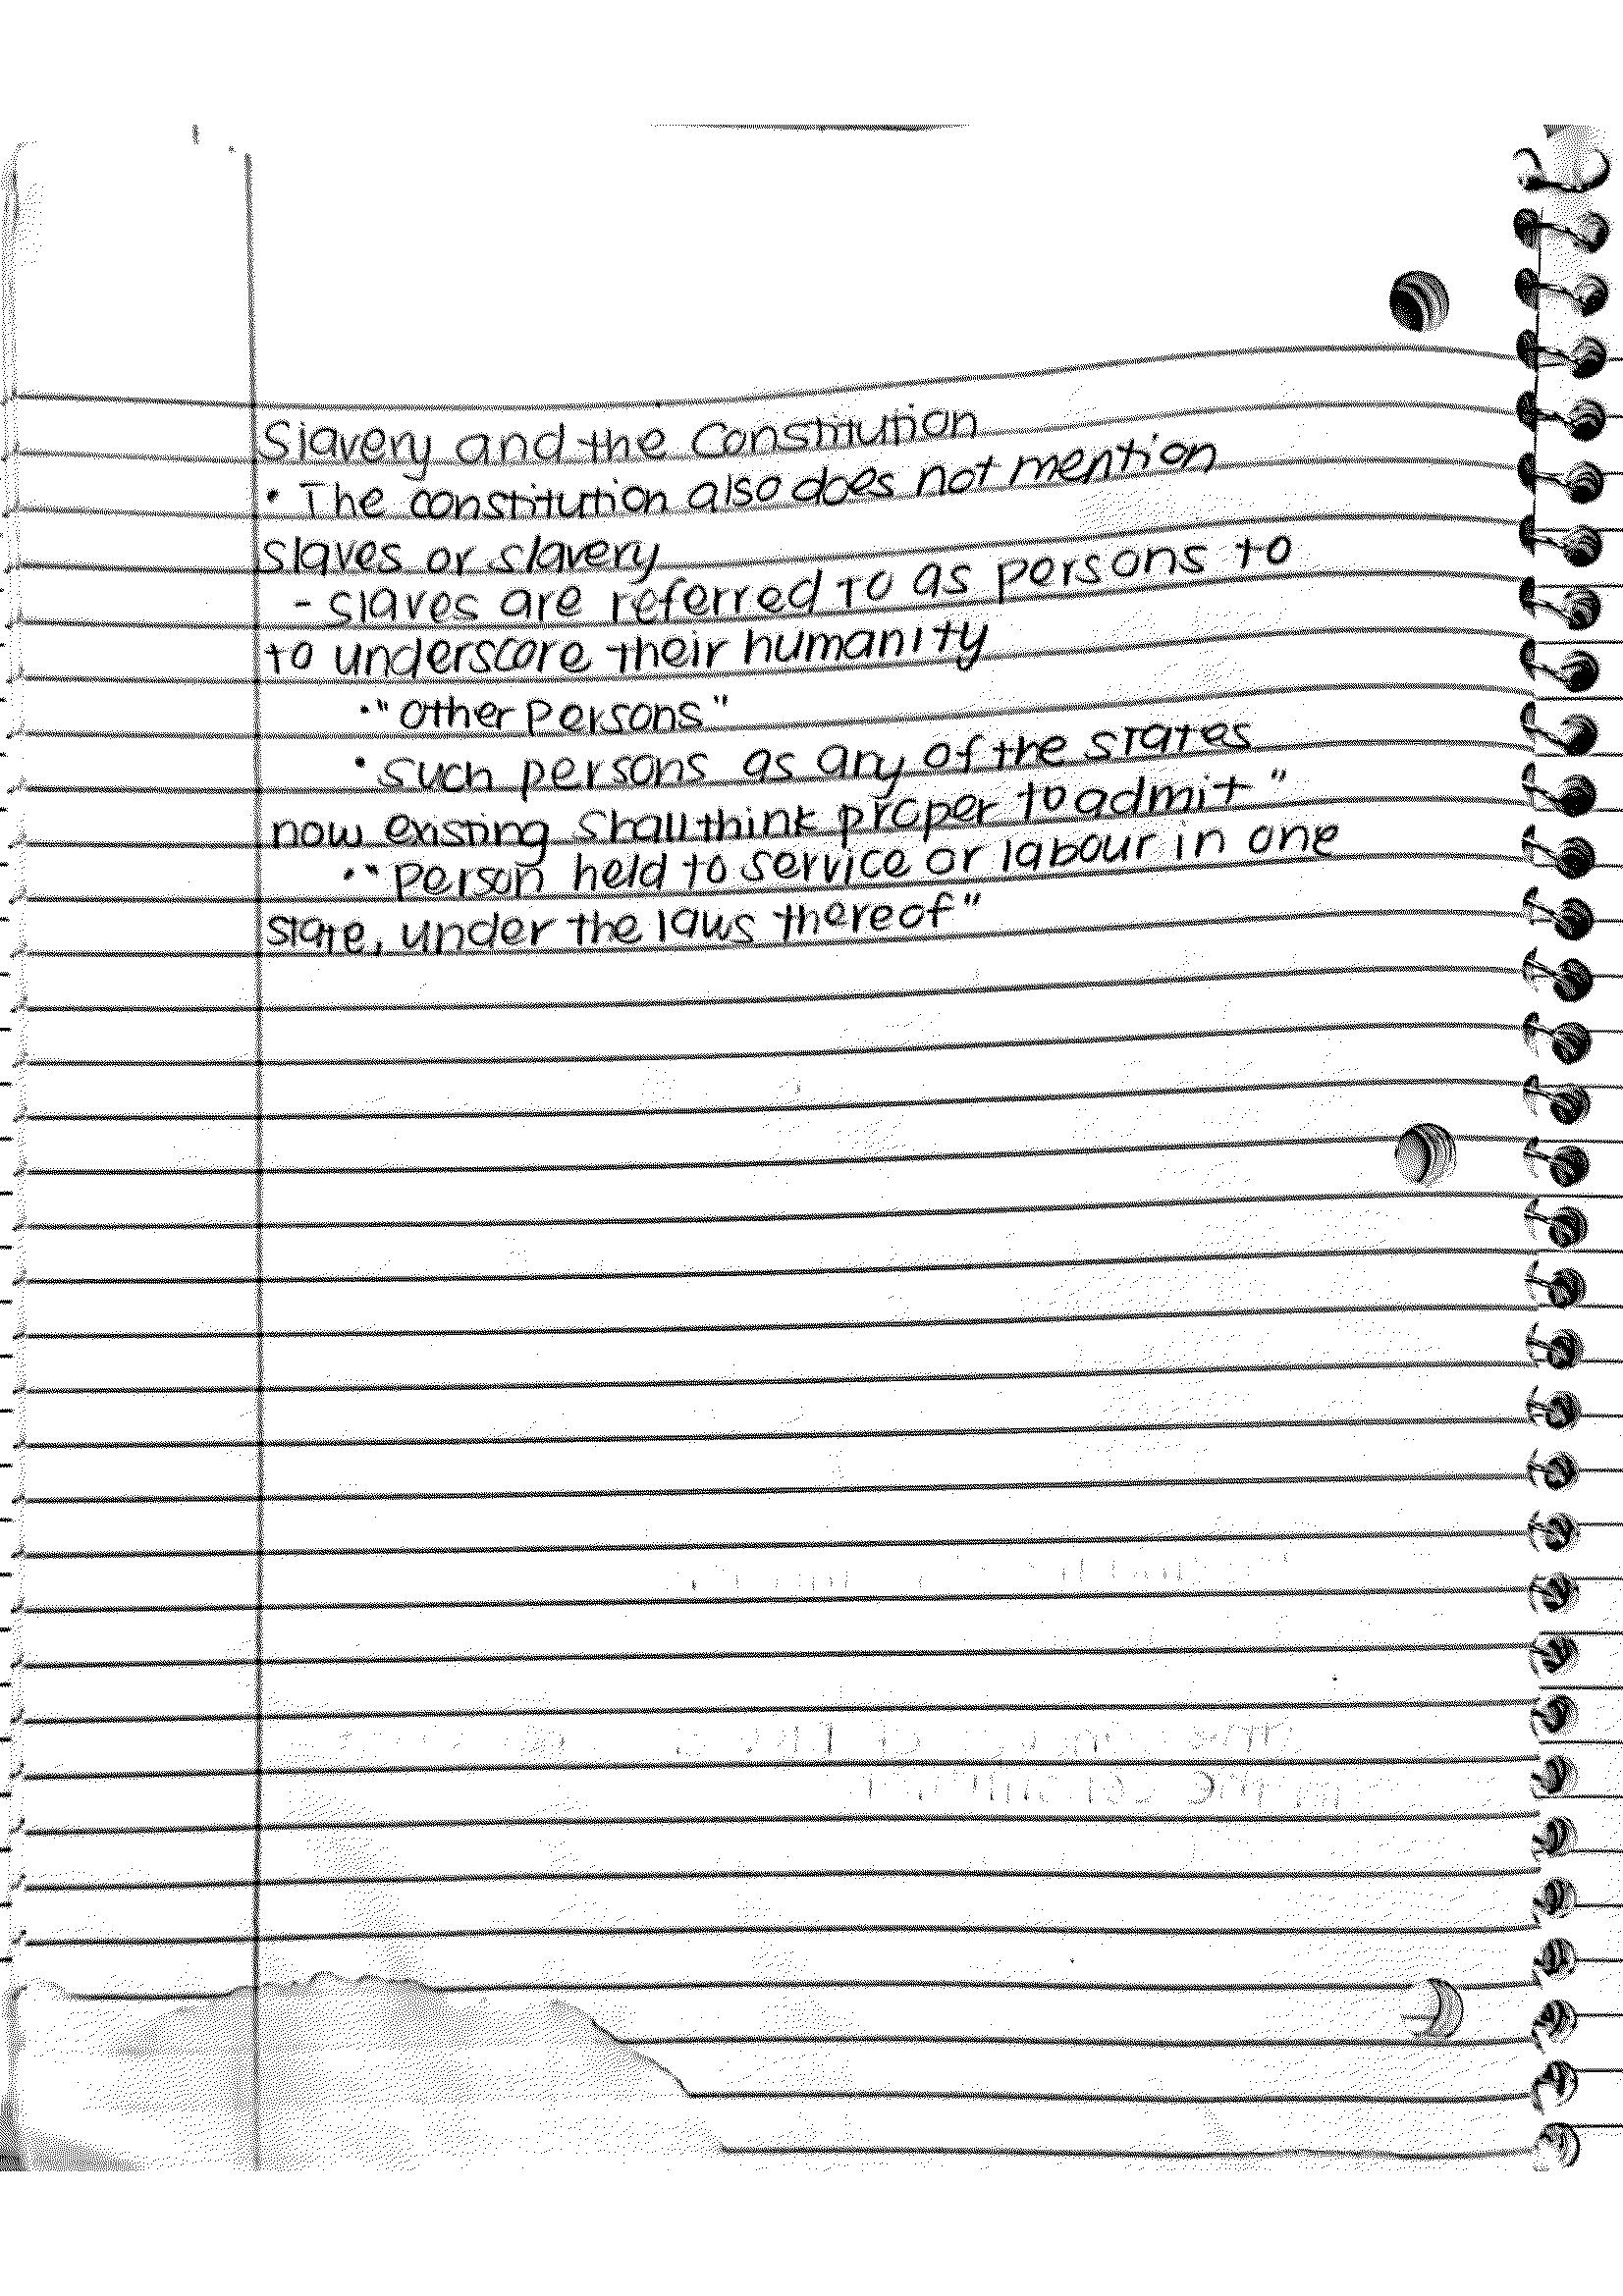 Slavery and the Constitution
• The constitution also does not mention
slaves or slavery
- slaves are referred to as persons to
to underscore their humanity
• "Other Persons"
• Such persons as any of the states
now existing shall think proper to admit"
• "Person held to service or labour in one
state, under the laws thereof"